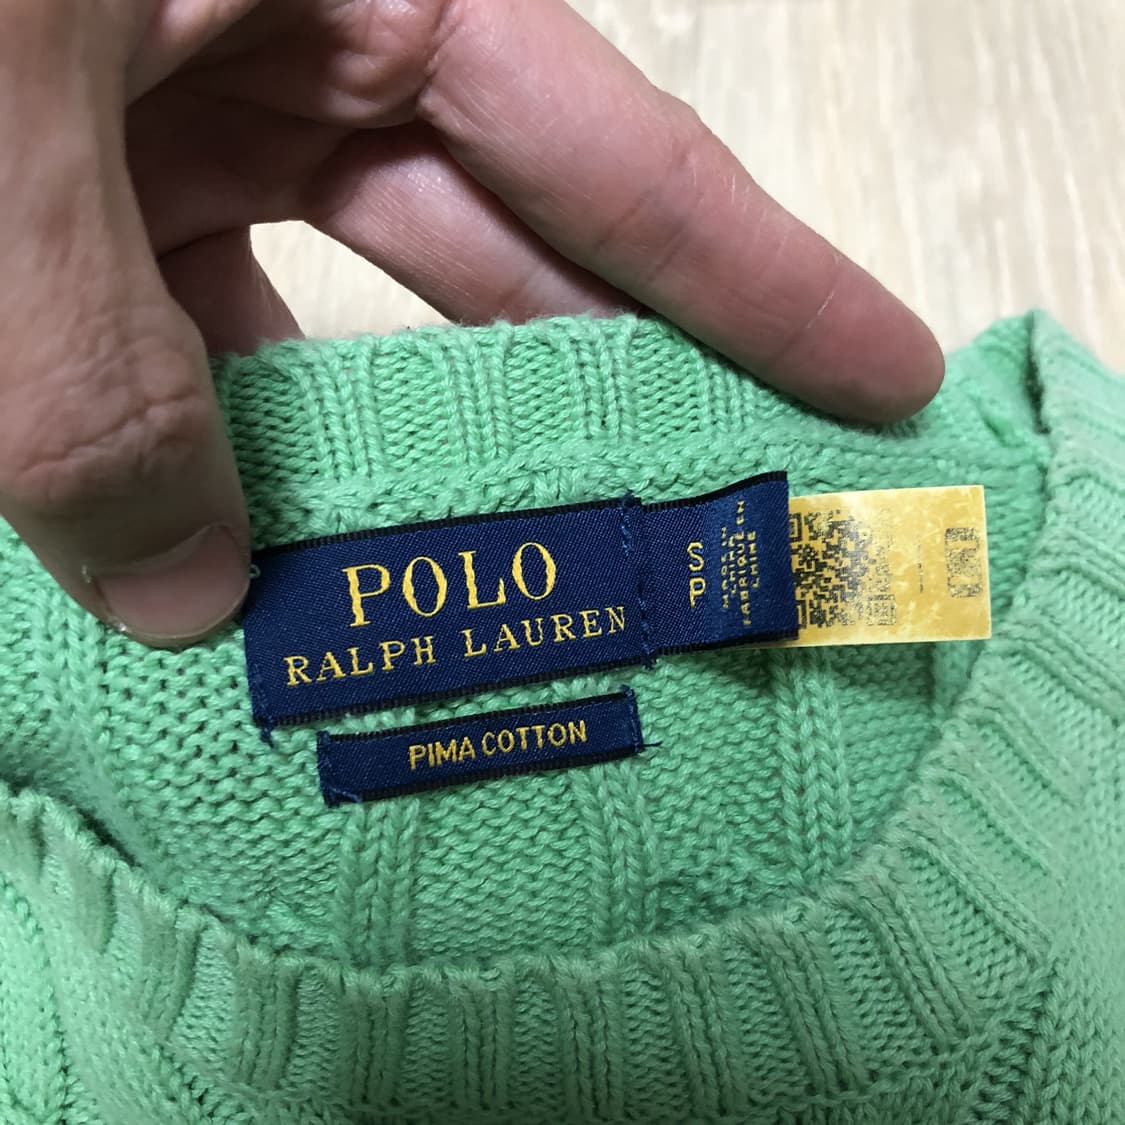 POLO
RALPH LAUREN
S
P
MADE IN
CHINA
FABRIQUÉ EN
CHINE
PIMA COTTON